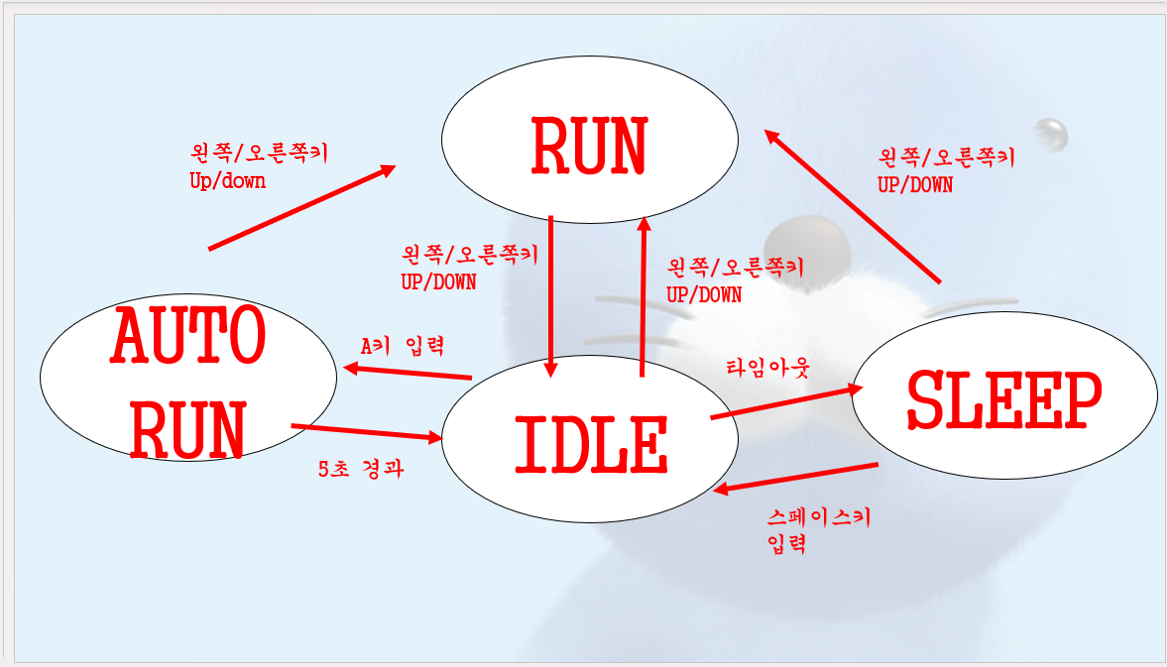 RUN
왼쪽/오른쪽키
Up/down
왼쪽/오른쪽키
UP/DOWN
왼쪽/오른쪽키
UP/DOWN
왼쪽/오른쪽키
UP/DOWN
AUTO
RUN
A키 입력
5초 경과
IDLE
타임아웃
SLEEP
스페이스키
입력